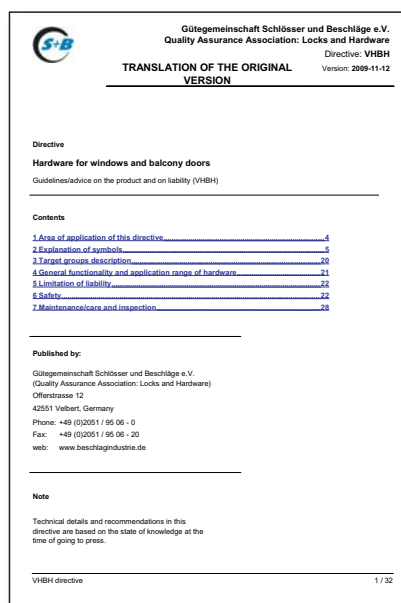 S+B
Gütegemeinschaft Schlösser und Beschläge e.V.
Quality Assurance Association: Locks and Hardware
Directive: VHBH
TRANSLATION OF THE ORIGINAL Version: 2009-11-12
VERSION
Directive
Hardware for windows and balcony doors
Guidelines/advice on the product and on liability (VHBH)
Contents
1 Area of application of this directive 4
2 Explanation of symbols 5
3 Target groups description 20
4 General functionality and application range of hardware 21
5 Limitation of liability 22
6 Safety 22
7 Maintenance/care and inspection 28
Published by:
Gütegemeinschaft Schlösser und Beschläge e.V.
(Quality Assurance Association: Locks and Hardware)
Offerstrasse 12
42551 Velbert, Germany
Phone: +49 (0)2051 / 95 06 - 0
Fax: +49 (0)2051 / 95 06 - 20
web: www.beschlagindustrie.de
Note
Technical details and recommendations in this
directive are based on the state of knowledge at the
time of going to press.
VHBH directive 1 / 32